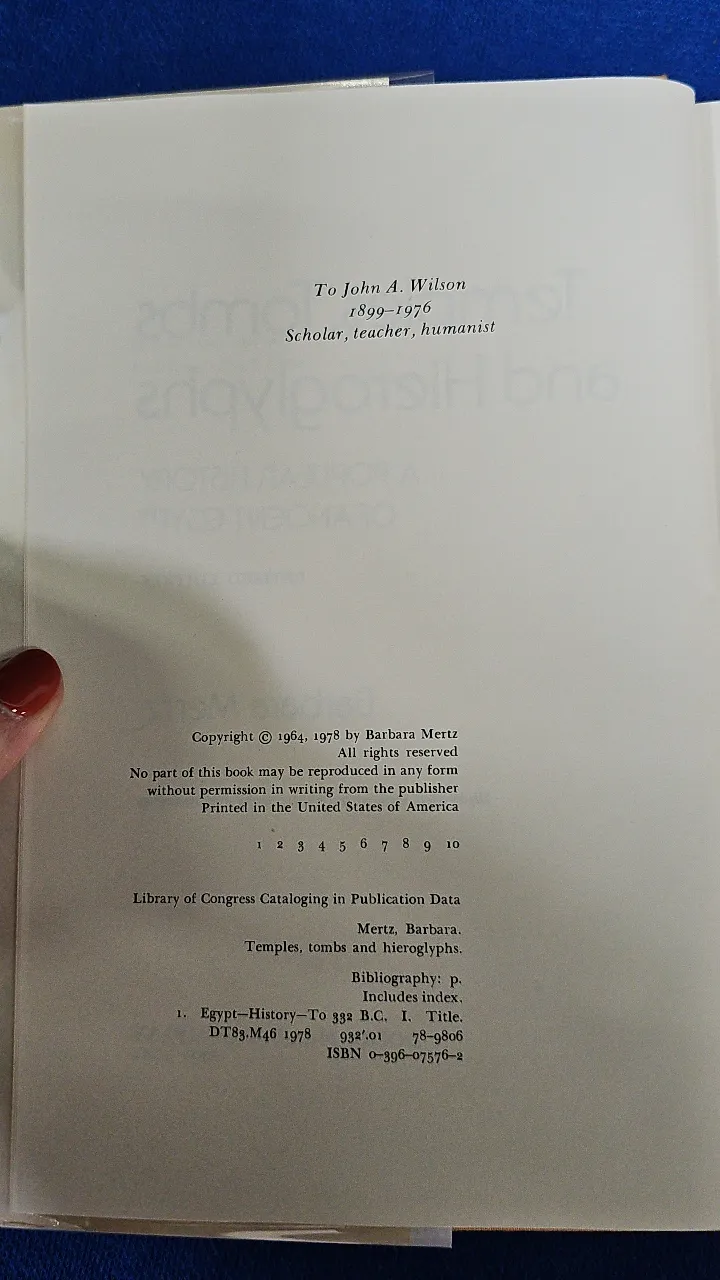 To John A. Wilson
1899–1976
Scholar, teacher, humanist
Copyright © 1964, 1978 by Barbara Mertz
All rights reserved
No part of this book may be reproduced in any form
without permission in writing from the publisher
Printed in the United States of America
1 2 3 4 5 6 7 8 9 10
Library of Congress Cataloging in Publication Data
Mertz, Barbara.
Temples, tombs and hieroglyphs.
Bibliography: p.
Includes index.
1. Egypt—History—To 332 B.C. I. Title.
DT83.M46 1978 932'.01 78-9806
ISBN 0-396-07576-2